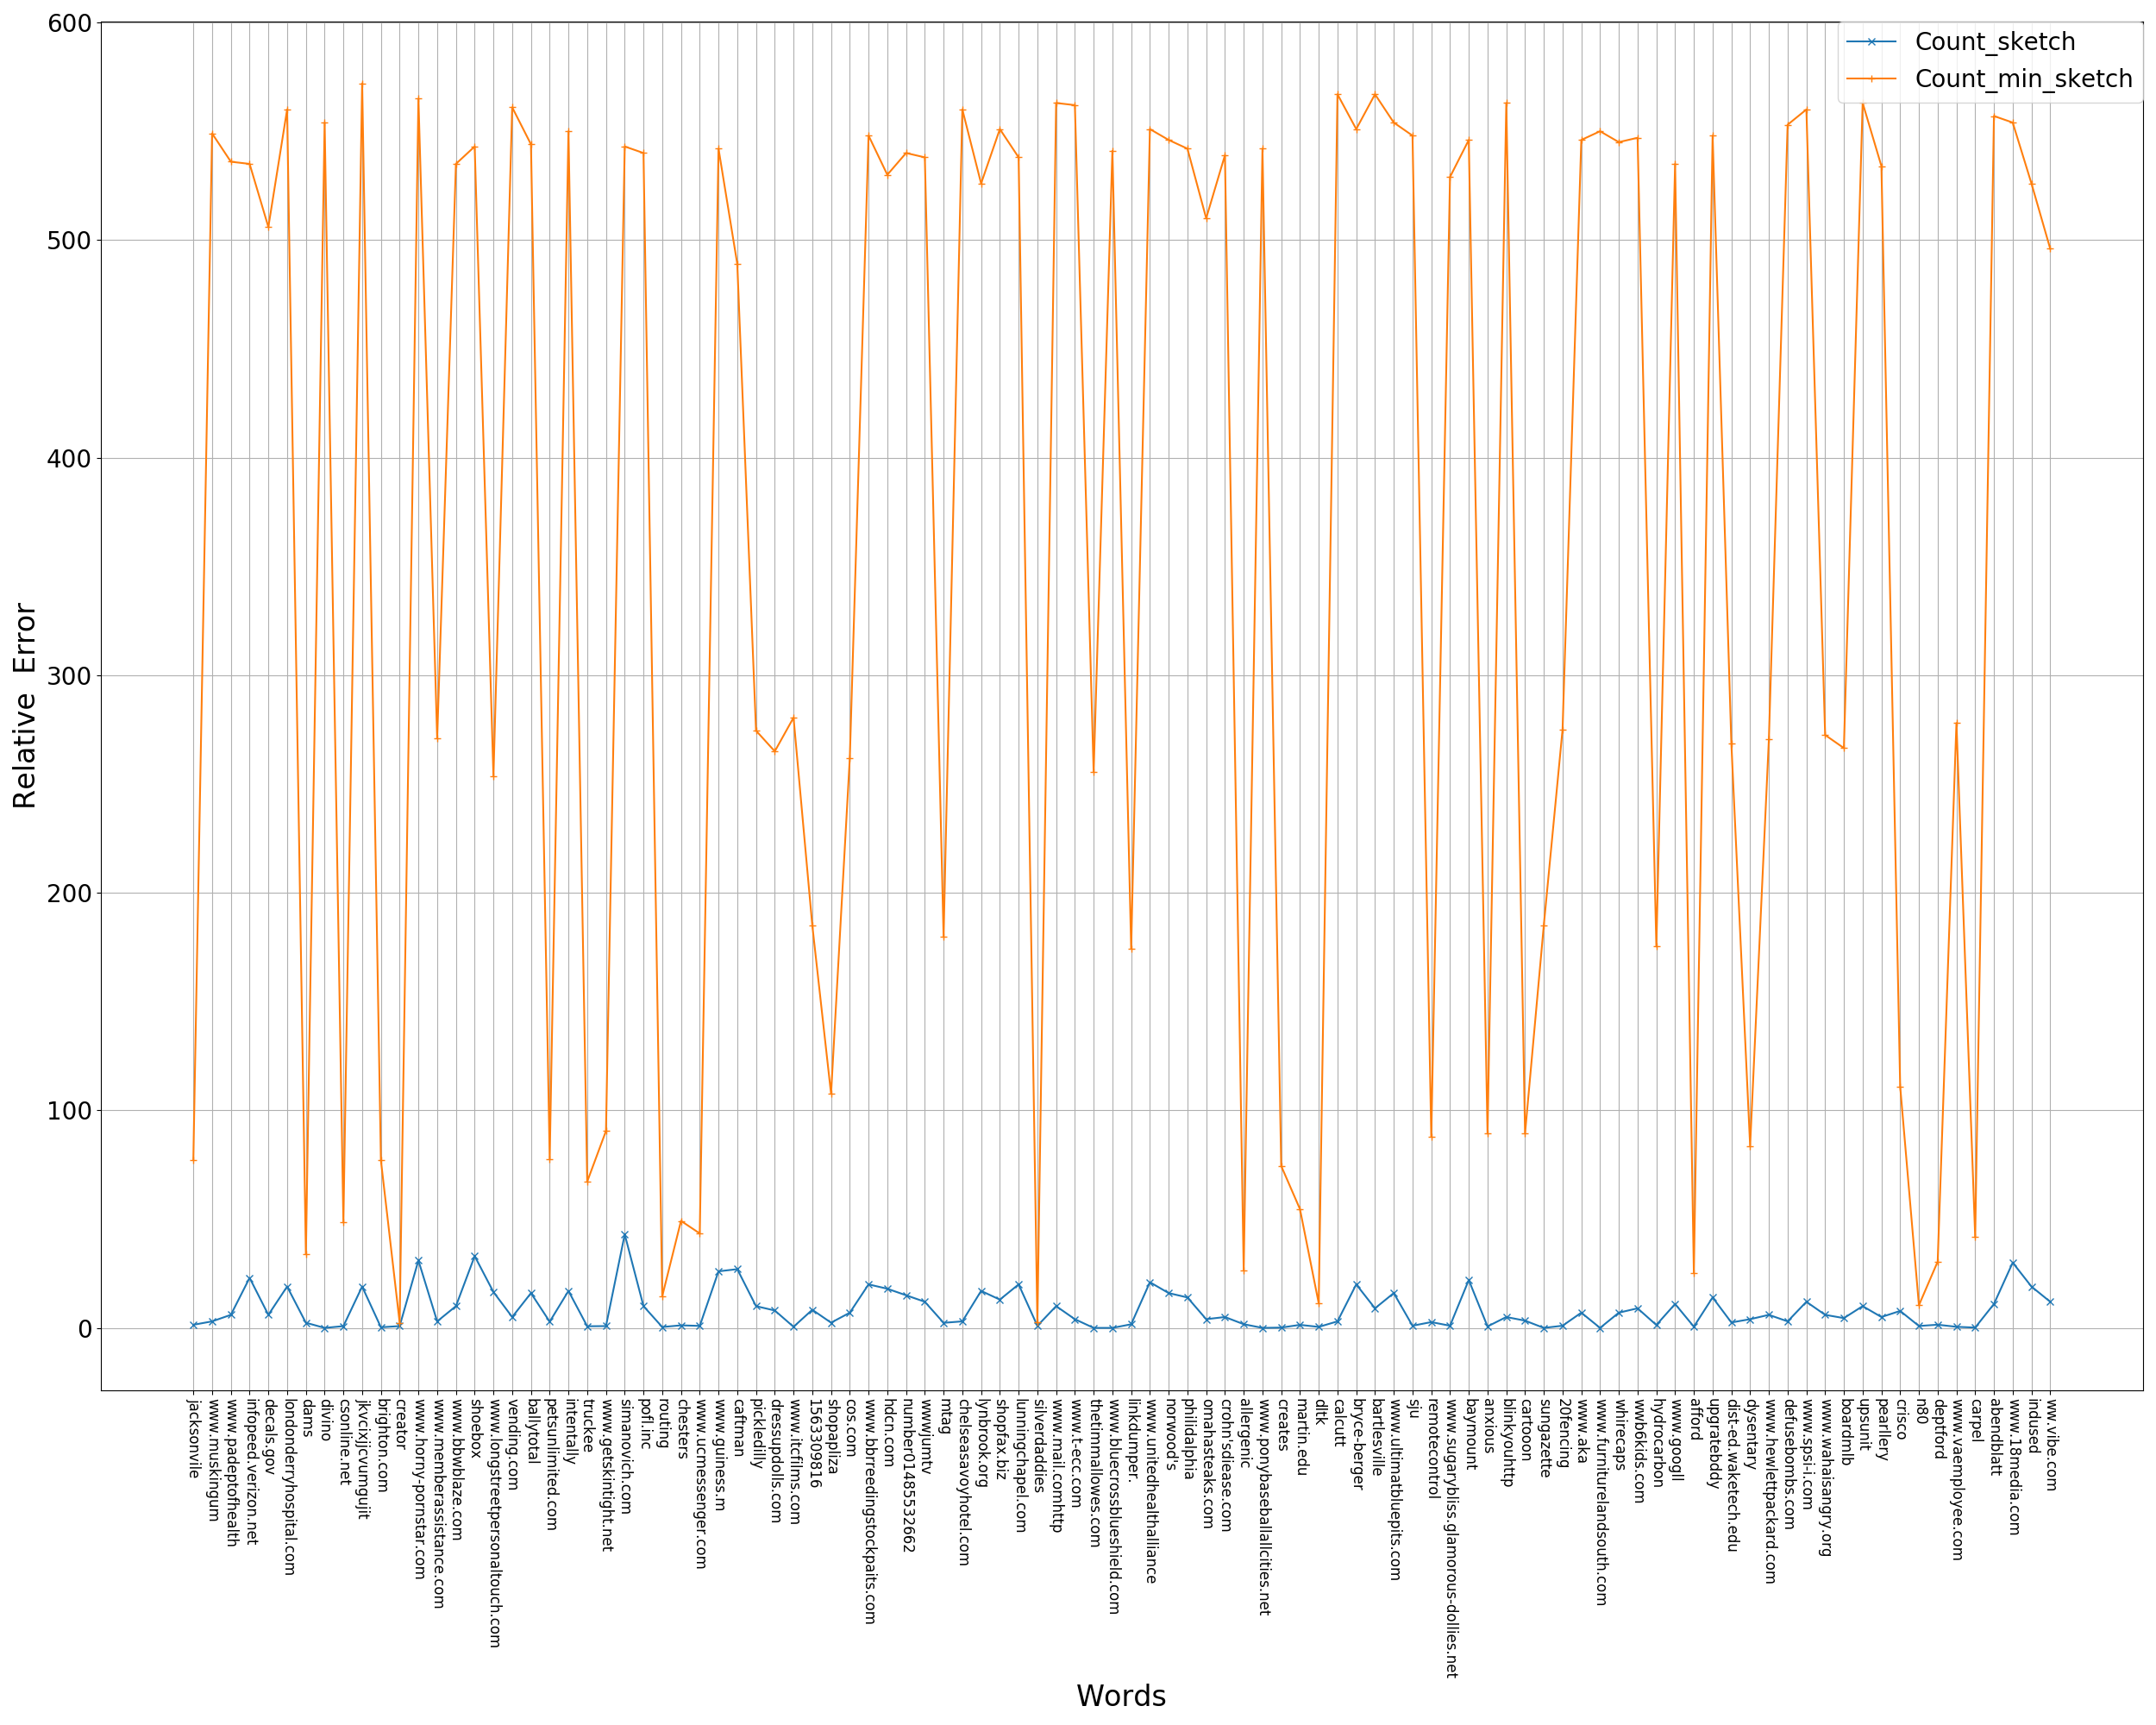 600
500
400
300
200
100
0
Relative Error
Count_sketch
Count_min_sketch
jacksonvile
www.muskingum
www.padeptofhealth
infopeed.verizon.net
decals.gov
londonderryhospital.com
dams
divino
csonline.net
jkvcixjjcvumgujit
brighton.com
creator
www.horny-pornstar.com
www.memberassistance.com
www.bbwblaze.com
shoebox
www.longstreetpersonaltouch.com
vending.com
ballytotal
petsunlimited.com
intentally
truckee
www.getskintight.net
simanovich.com
pofl.inc
routing
chesters
www.ucmessenger.com
www.guiness.m
caftman
pickledilly
dressupdolls.com
www.itcfilms.com
1563309816
shopapliza
cos.com
www.bbrreedingstockpaits.com
hdcn.com
number0148553262
wwwjjumtv
mtag
chelseasavoyhotel.com
lynbrook.org
shopfax.biz
lunningchapel.com
silverdaddies
www.mail.comhttp
www.t-ecc.com
thetimmallowes.com
www.bluecrossblueshield.com
linkdumper.
www.unitedhealthalliance
norwood's
philidalphia
omahasteaks.com
crohn'sdiease.com
allergenic
www.ponybaseballallcities.net
creates
martin.edu
dltk
calcutt
bryce-berger
bartlesville
www.ultimatbluepits.com
sju
remotecontrol
www.sugarybliss.glamorous-dollies.net
baymount
anxious
blinkyouhttp
cartooon
sungazette
20fencing
www.aka
www.furniturelandsouth.com
whirecaps
wwb6kids.com
hydrocarbon
www.googll
afford
upgratebddy
dist-ed.waketech.edu
dysentary
www.hewlettpackard.com
defusebombs.com
www.spsi-i.com
www.wahaisangry.org
boardmlb
upsunit
pearllery
crisco
n80
deptford
www.vaemployee.com
carpel
abendblatt
www.18media.com
indused
ww.vibe.com
Words